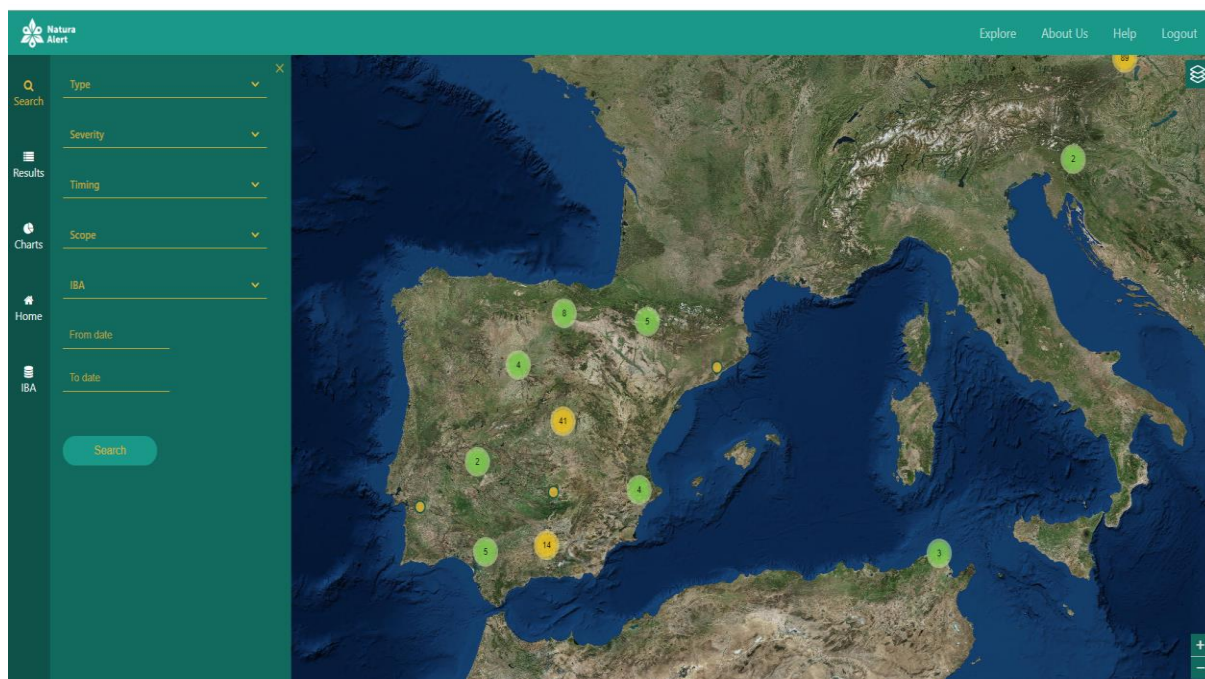 Natura
Alert
Explore
About Us
Help
Logout
Search
Results
Charts
Home
IBA
Type
Severity
Timing
Scope
IBA
From date
To date
Search
×
89
2
8
5
4
41
2
4
5
14
3
+
−